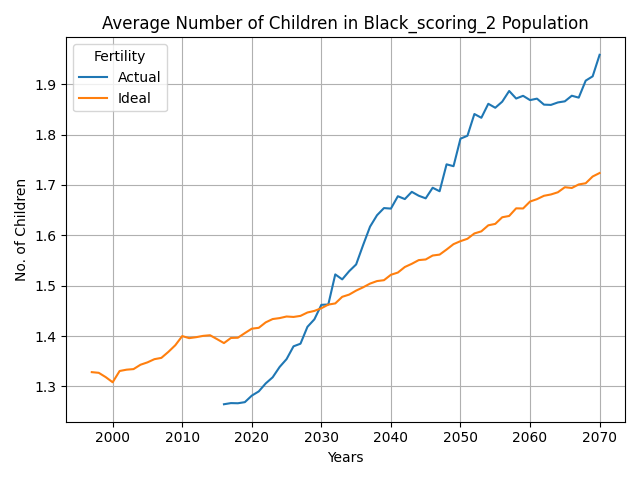 Average Number of Children in Black_scoring_2 Population
Fertility
Actual
Ideal
No. of Children
1.9
1.8
1.7
1.6
1.5
1.4
1.3
2000 2010 2020 2030 2040 2050 2060 2070
Years